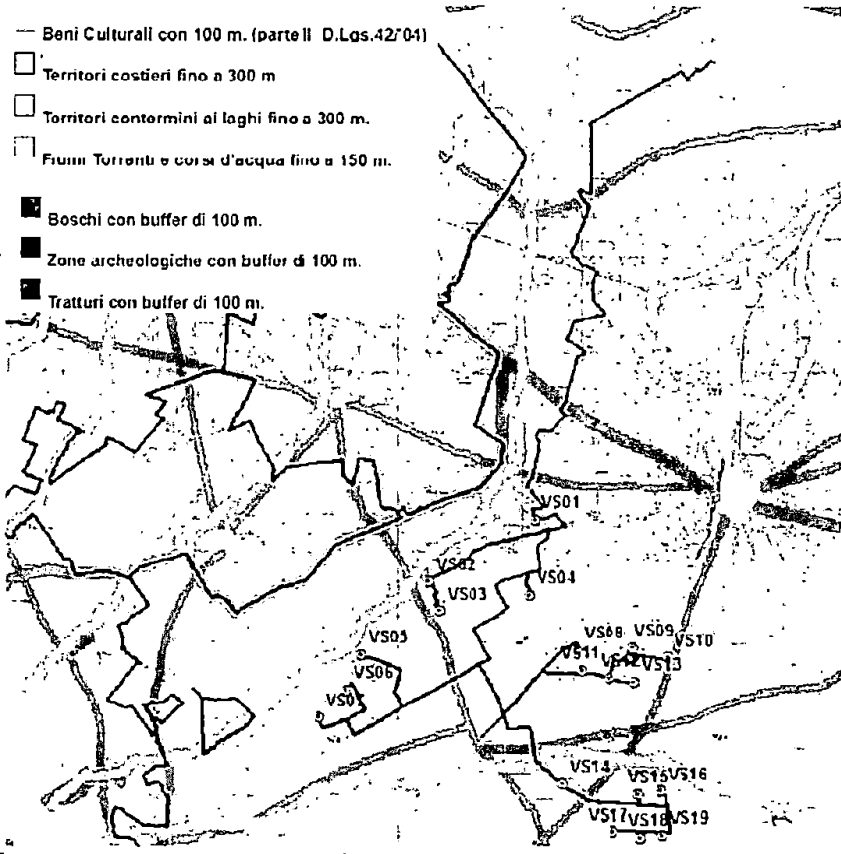 Beni Culturali con 100 m. (parte II D.Lgs.42/04)
Territori costieri fino a 300 m
Territori contermini ai laghi fino a 300 m.
Fiumi Torrenti e corsi d'acqua fino a 150 m.
Boschi con buffer di 100 m.
Zone archeologiche con buffer di 100 m.
Tratturi con buffer di 100 m.
VS01
VS02
VS04
VS03
VS05
VS08 VS09
VS10
VS11 VS13
VS06
VS14
VS15 VS16
VS17 VS18 VS19